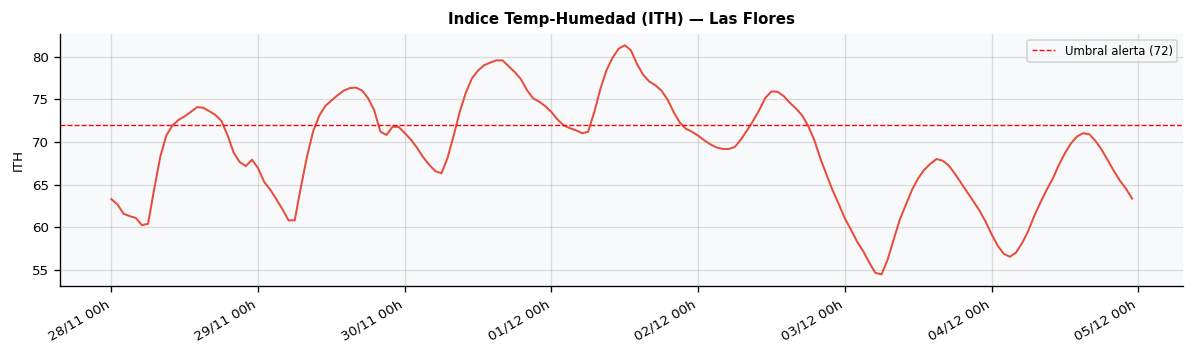 Indice Temp-Humedad (ITH) — Las Flores
Umbral alerta (72)
ITH
80
75
70
65
60
55
28/11 00h
29/11 00h
30/11 00h
01/12 00h
02/12 00h
03/12 00h
04/12 00h
05/12 00h